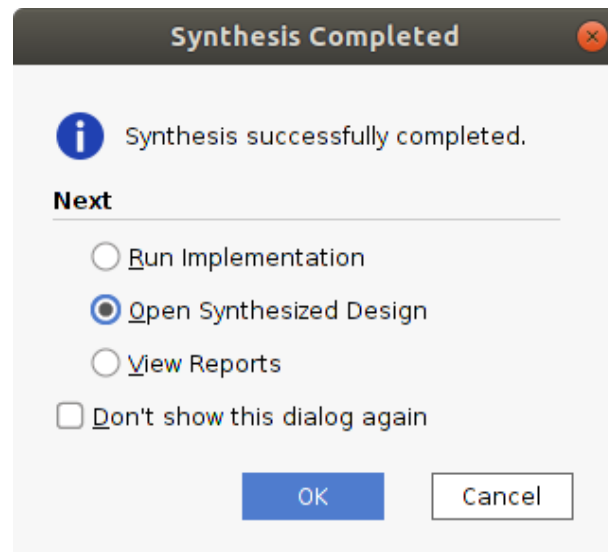 Synthesis Completed
Synthesis successfully completed.
Next
Run Implementation
Open Synthesized Design
View Reports
Don't show this dialog again
OK Cancel